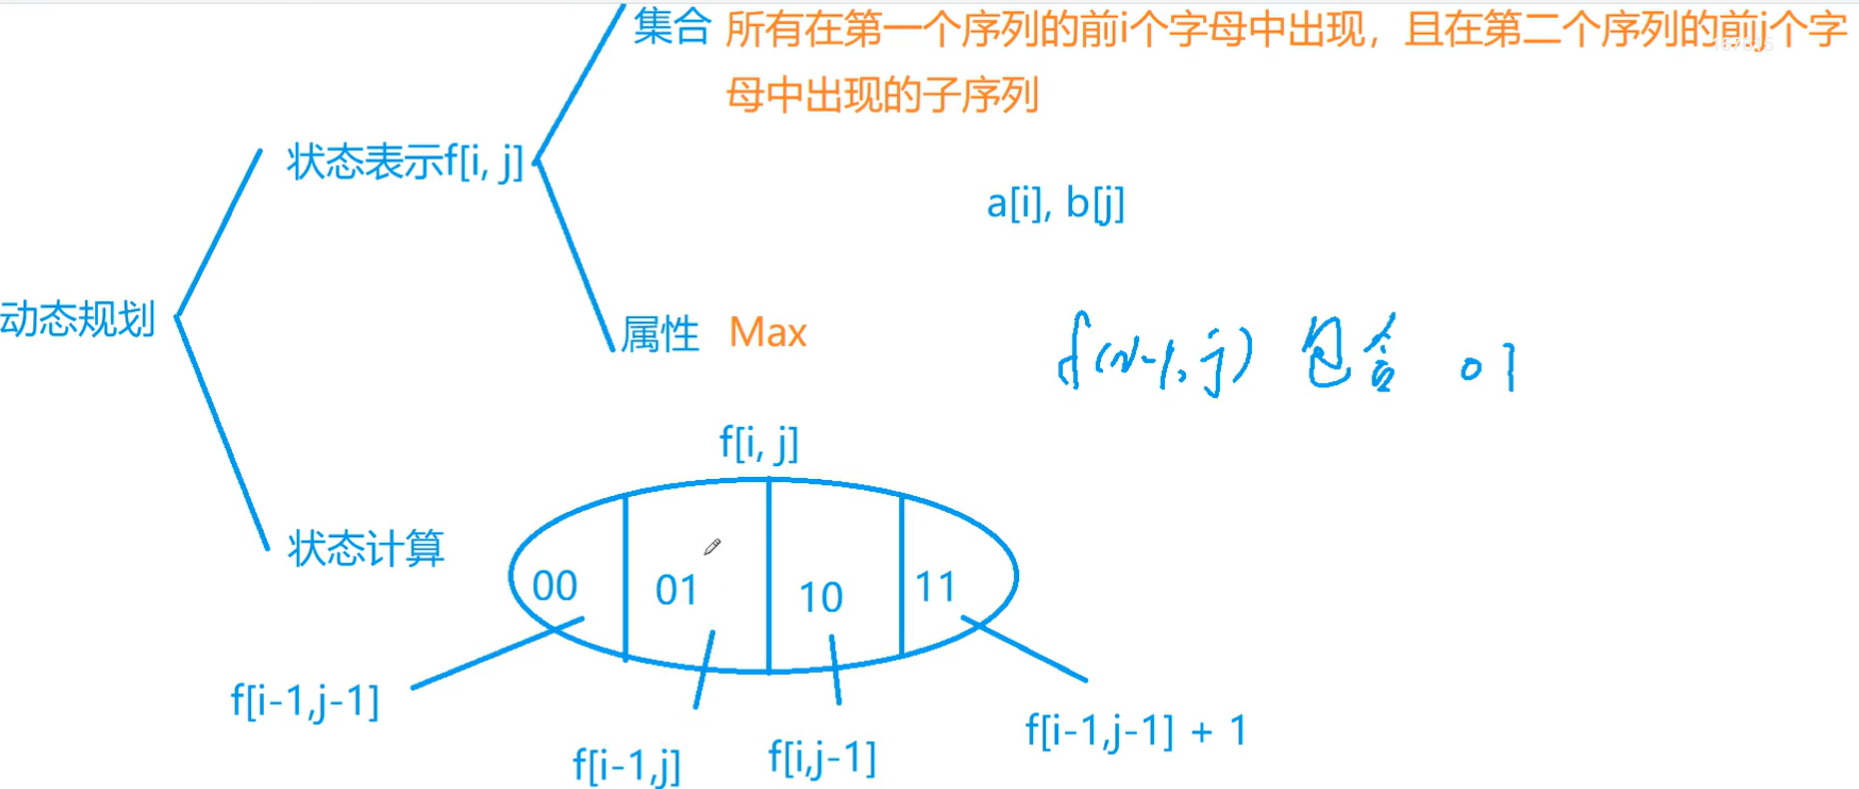 集合 所有在第一个序列的前i个字母中出现，且在第二个序列的前j个字
母中出现的子序列
状态表示f[i, j]
a[i], b[j]
动态规划
属性 Max
f(i-1, j) 包含 01
f[i, j]
状态计算
00 01 10 11
f[i-1,j-1]
f[i-1,j]
f[i,j-1]
f[i-1,j-1] + 1